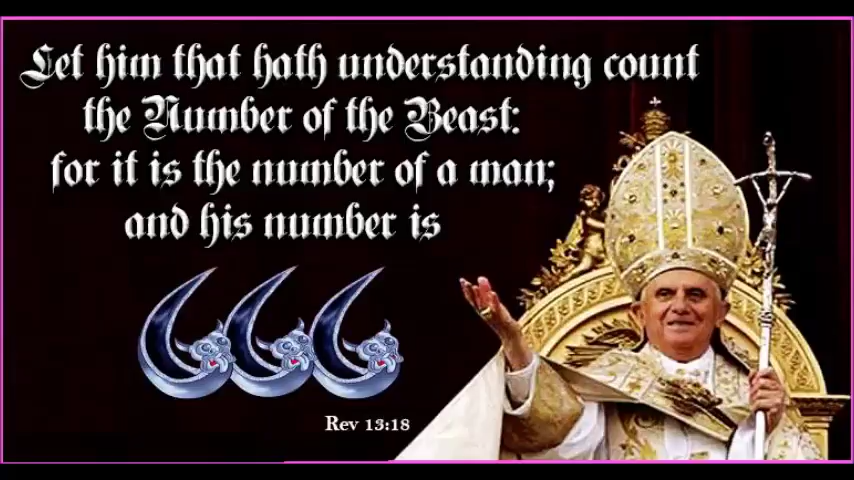 Let him that hath understanding count
the Number of the Beast:
for it is the number of a man;
and his number is
666
Rev 13:18